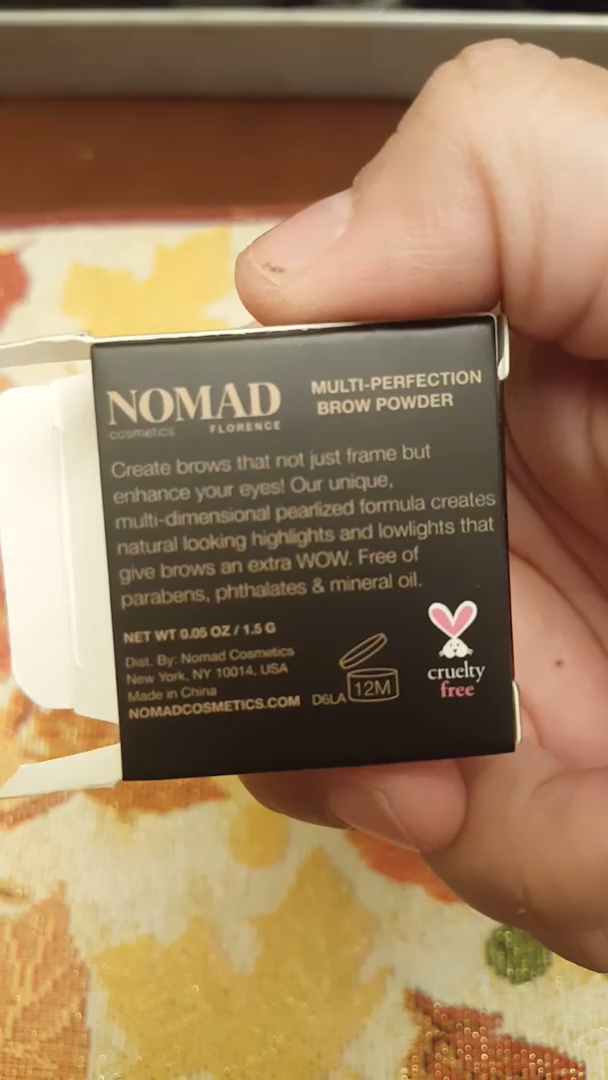 NOMAD
cosmetics FLORENCE
MULTI-PERFECTION
BROW POWDER
Create brows that not just frame but
enhance your eyes! Our unique,
multi-dimensional pearlized formula creates
natural looking highlights and lowlights that
give brows an extra WOW. Free of
parabens, phthalates & mineral oil.
NET WT 0.05 OZ / 1.5 G
Dist. By: Nomad Cosmetics
New York, NY 10014, USA
Made in China
NOMADCOSMETICS.COM
D6LA
12M
cruelty
free